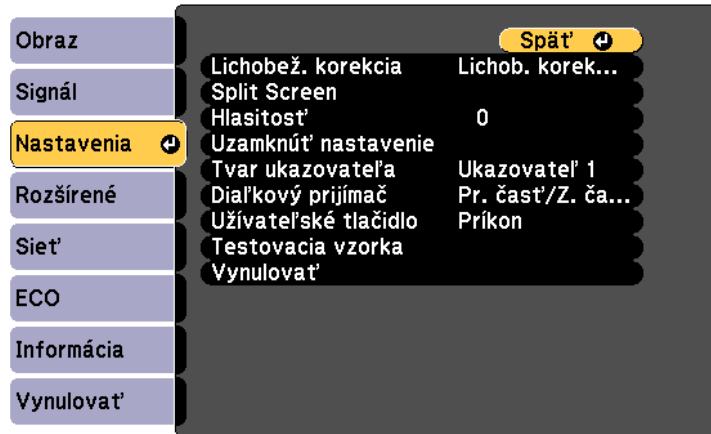 Obraz
Signál
Nastavenia
Rozšírené
Sieť
ECO
Informácia
Vynulovať
Späť
Lichobež. korekcia Lichob. korek...
Split Screen
Hlasitosť 0
Uzamknúť nastavenie
Tvar ukazovateľa Ukazovateľ 1
Diaľkový prijímač Pr. časť/Z. ča...
Užívateľské tlačidlo Príkon
Testovacia vzorka
Vynulovať